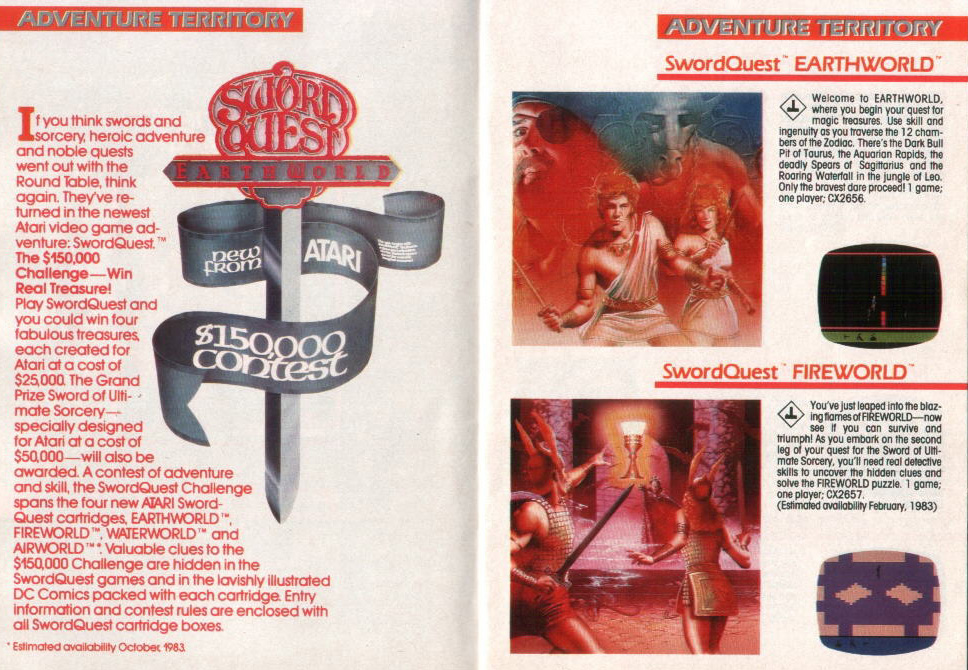 ADVENTURE TERRITORY
SWORD
QUEST
EARTHWORLD
new
from
ATARI
$150,000
contest
If you think swords and
sorcery, heroic adventure
and noble quests
went out with the
Round Table, think
again. They've re-
turned in the newest
Atari video game ad-
venture: SwordQuest.™
The $150,000
Challenge—Win
Real Treasure!
Play SwordQuest and
you could win four
fabulous treasures,
each created for
Atari at a cost of
$25,000. The Grand
Prize Sword of Ulti-
mate Sorcery—
specially designed
for Atari at a cost of
$50,000—will also be
awarded. A contest of adventure
and skill, the SwordQuest Challenge
spans the four new ATARI Sword-
Quest cartridges, EARTHWORLD™,
FIREWORLD™, WATERWORLD™ and
AIRWORLD™*. Valuable clues to the
$150,000 Challenge are hidden in the
SwordQuest games and in the lavishly illustrated
DC Comics packed with each cartridge. Entry
information and contest rules are enclosed with
all SwordQuest cartridge boxes.
* Estimated availability October, 1983.
ADVENTURE TERRITORY
SwordQuest™ EARTHWORLD™
Welcome to EARTHWORLD,
where you begin your quest for
magic treasures. Use skill and
ingenuity as you traverse the 12 cham-
bers of the Zodiac. There's the Dark Bull
Pit of Taurus, the Aquarian Rapids, the
deadly Spears of Sagittarius and the
Roaring Waterfall in the jungle of Leo.
Only the bravest dare proceed! 1 game;
one player; CX2656.
SwordQuest™ FIREWORLD™
You've just leaped into the blaz-
ing flames of FIREWORLD—now
see if you can survive and
triumph! As you embark on the second
leg of your quest for the Sword of Ulti-
mate Sorcery, you'll need real detective
skills to uncover the hidden clues and
solve the FIREWORLD puzzle. 1 game;
one player; CX2657.
(Estimated availability February, 1983)